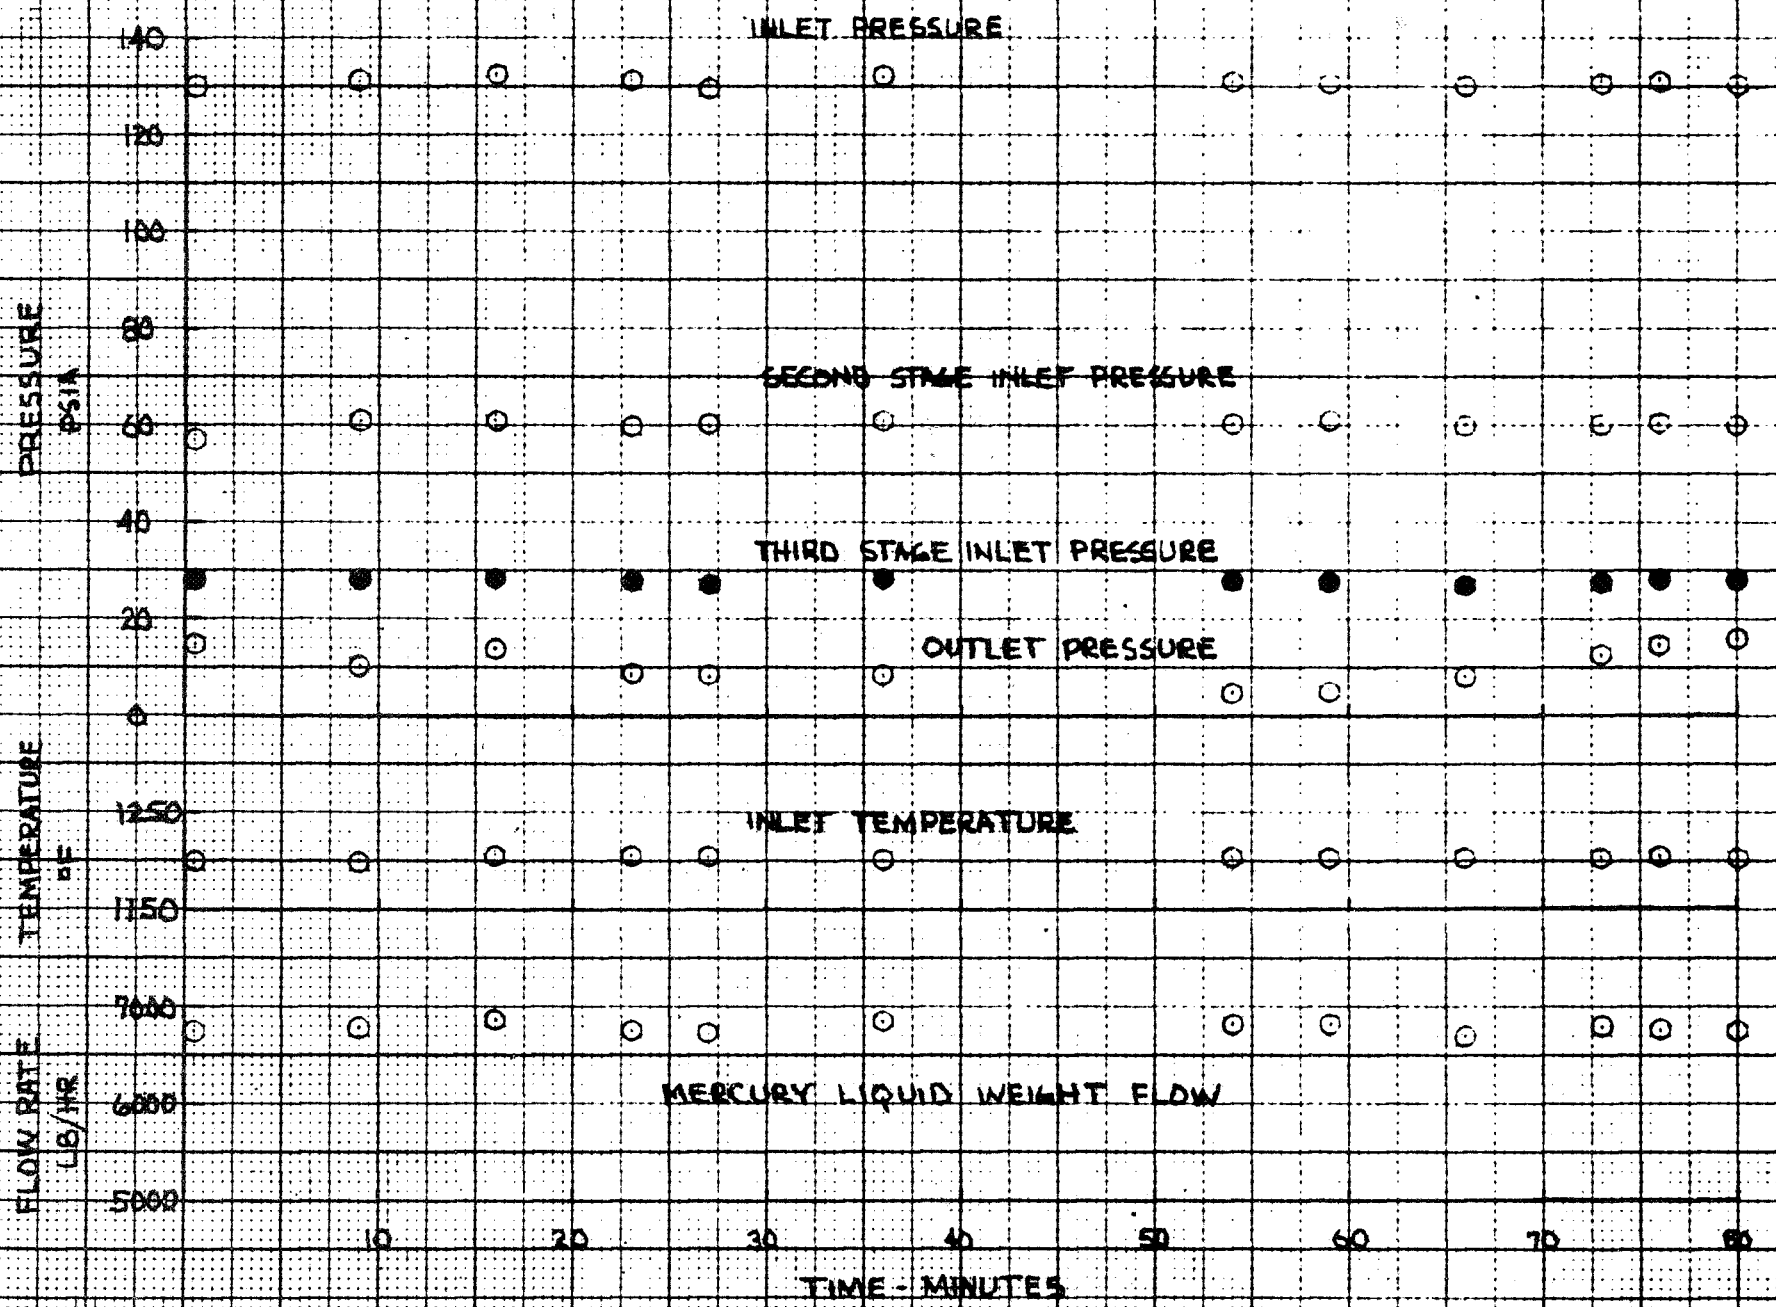 INLET PRESSURE
140
120
100
80
60
40
20
0
PRESSURE
PSIA
SECOND STAGE INLET PRESSURE
THIRD STAGE INLET PRESSURE
OUTLET PRESSURE
TEMPERATURE
°F
1250
1150
INLET TEMPERATURE
FLOW RATE
LB/HR
7000
6000
5000
MERCURY LIQUID WEIGHT FLOW
10 20 30 40 50 60 70 80
TIME - MINUTES